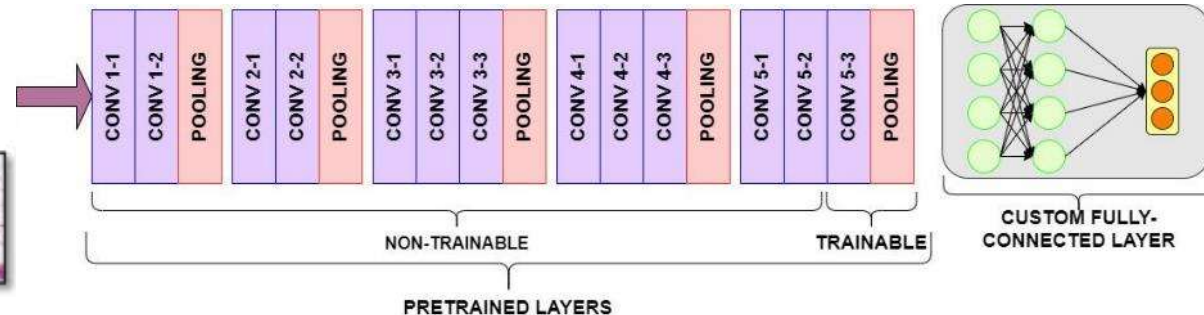 CONV 1-1
CONV 1-2
POOLING
CONV 2-1
CONV 2-2
POOLING
CONV 3-1
CONV 3-2
CONV 3-3
POOLING
CONV 4-1
CONV 4-2
CONV 4-3
POOLING
CONV 5-1
CONV 5-2
CONV 5-3
POOLING
NON-TRAINABLE
TRAINABLE
PRETRAINED LAYERS
CUSTOM FULLY-
CONNECTED LAYER